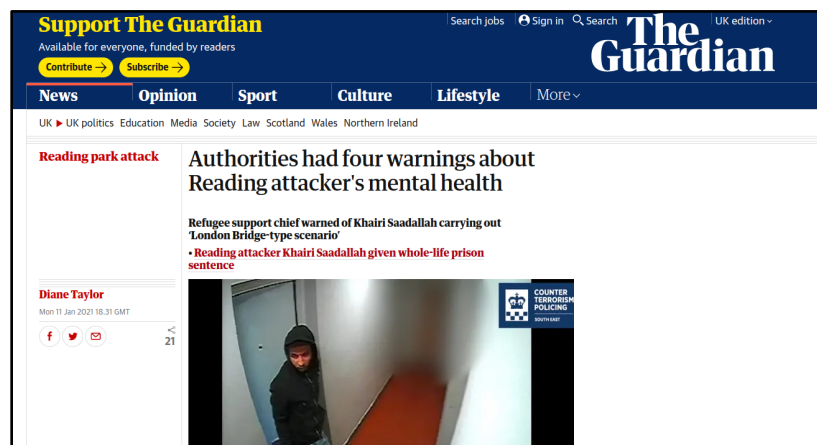 Support The Guardian
Available for everyone, funded by readers
Contribute →
Subscribe →
Search jobs
Sign in
Search
UK edition
The
Guardian
News
Opinion
Sport
Culture
Lifestyle
More
UK ▶ UK politics Education Media Society Law Scotland Wales Northern Ireland
Reading park attack
Authorities had four warnings about
Reading attacker's mental health
Refugee support chief warned of Khairi Saadallah carrying out
‘London Bridge-type scenario’
• Reading attacker Khairi Saadallah given whole-life prison
sentence
Diane Taylor
Mon 11 Jan 2021 18.31 GMT
21
COUNTER
TERRORISM
POLICING
SOUTH EAST